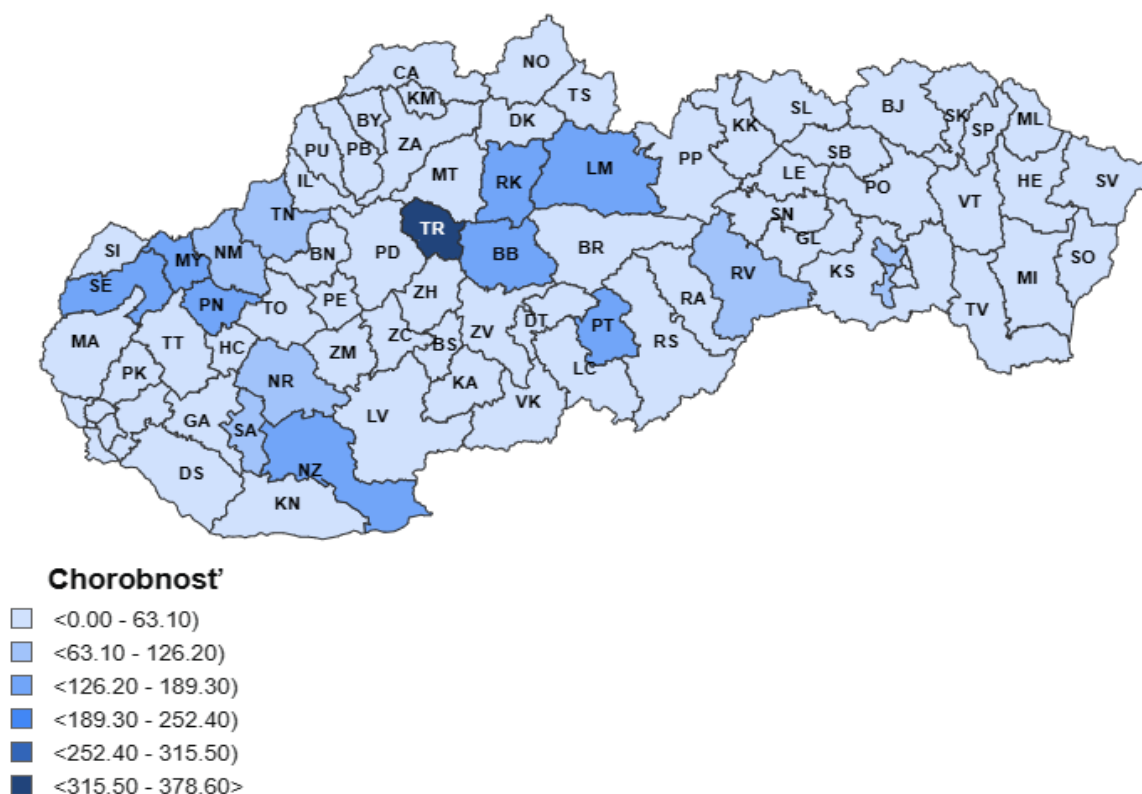 NO
CA
KM
TS
BY
DK
SL
BJ
SK
SP
ML
KK
PU
PB
ZA
SB
PP
MT
RK
LM
LE
PO
HE
SV
IL
VT
TN
SN
TR
GL
SI
MY
NM
BN
PD
BB
BR
SO
SE
RV
KS
MI
PN
PE
ZH
RA
TO
TV
DT
PT
MA
TT
HC
ZM
ZC
BS
ZV
RS
PK
NR
LC
KA
VK
GA
SA
LV
DS
NZ
KN
Chorobnosť
<0.00 - 63.10)
<63.10 - 126.20)
<126.20 - 189.30)
<189.30 - 252.40)
<252.40 - 315.50)
<315.50 - 378.60>